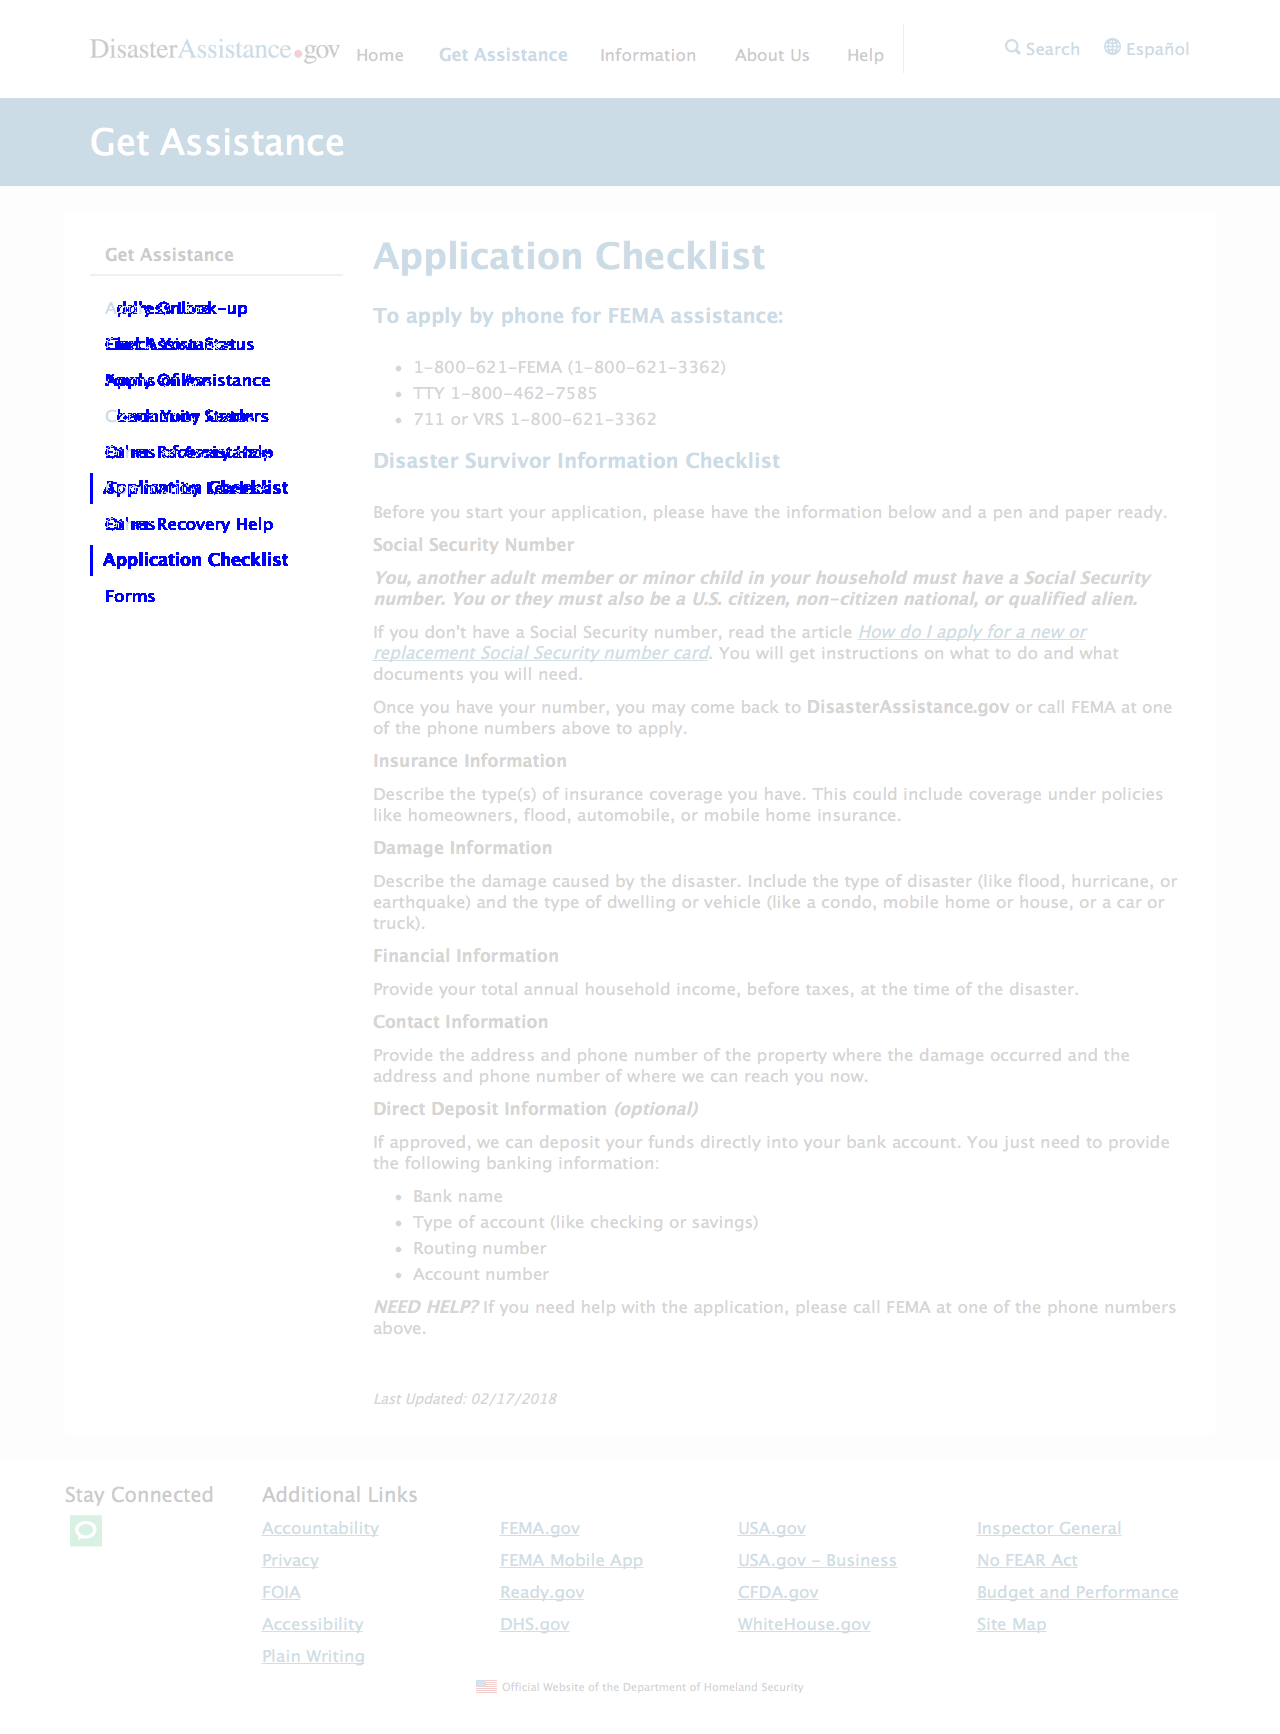 DisasterAssistance.gov
Home
Get Assistance
Information
About Us
Help
Search
Español
Get Assistance
Get Assistance
Recovery Help
Application Checklist
Forms
Application Checklist
To apply by phone for FEMA assistance:
1-800-621-FEMA (1-800-621-3362)
TTY 1-800-462-7585
711 or VRS 1-800-621-3362
Disaster Survivor Information Checklist
Before you start your application, please have the information below and a pen and paper ready.
Social Security Number
You, another adult member or minor child in your household must have a Social Security
number. You or they must also be a U.S. citizen, non-citizen national, or qualified alien.
If you don't have a Social Security number, read the article How do I apply for a new or
replacement Social Security number card. You will get instructions on what to do and what
documents you will need.
Once you have your number, you may come back to DisasterAssistance.gov or call FEMA at one
of the phone numbers above to apply.
Insurance Information
Describe the type(s) of insurance coverage you have. This could include coverage under policies
like homeowners, flood, automobile, or mobile home insurance.
Damage Information
Describe the damage caused by the disaster. Include the type of disaster (like flood, hurricane, or
earthquake) and the type of dwelling or vehicle (like a condo, mobile home or house, or a car or
truck).
Financial Information
Provide your total annual household income, before taxes, at the time of the disaster.
Contact Information
Provide the address and phone number of the property where the damage occurred and the
address and phone number of where we can reach you now.
Direct Deposit Information (optional)
If approved, we can deposit your funds directly into your bank account. You just need to provide
the following banking information:
Bank name
Type of account (like checking or savings)
Routing number
Account number
NEED HELP? If you need help with the application, please call FEMA at one of the phone numbers
above.
Last Updated: 02/17/2018
Stay Connected
Additional Links
Accountability
FEMA.gov
USA.gov
Inspector General
Privacy
FEMA Mobile App
USA.gov - Business
No FEAR Act
FOIA
Ready.gov
CFDA.gov
Budget and Performance
Accessibility
DHS.gov
WhiteHouse.gov
Site Map
Plain Writing
Official Website of the Department of Homeland Security